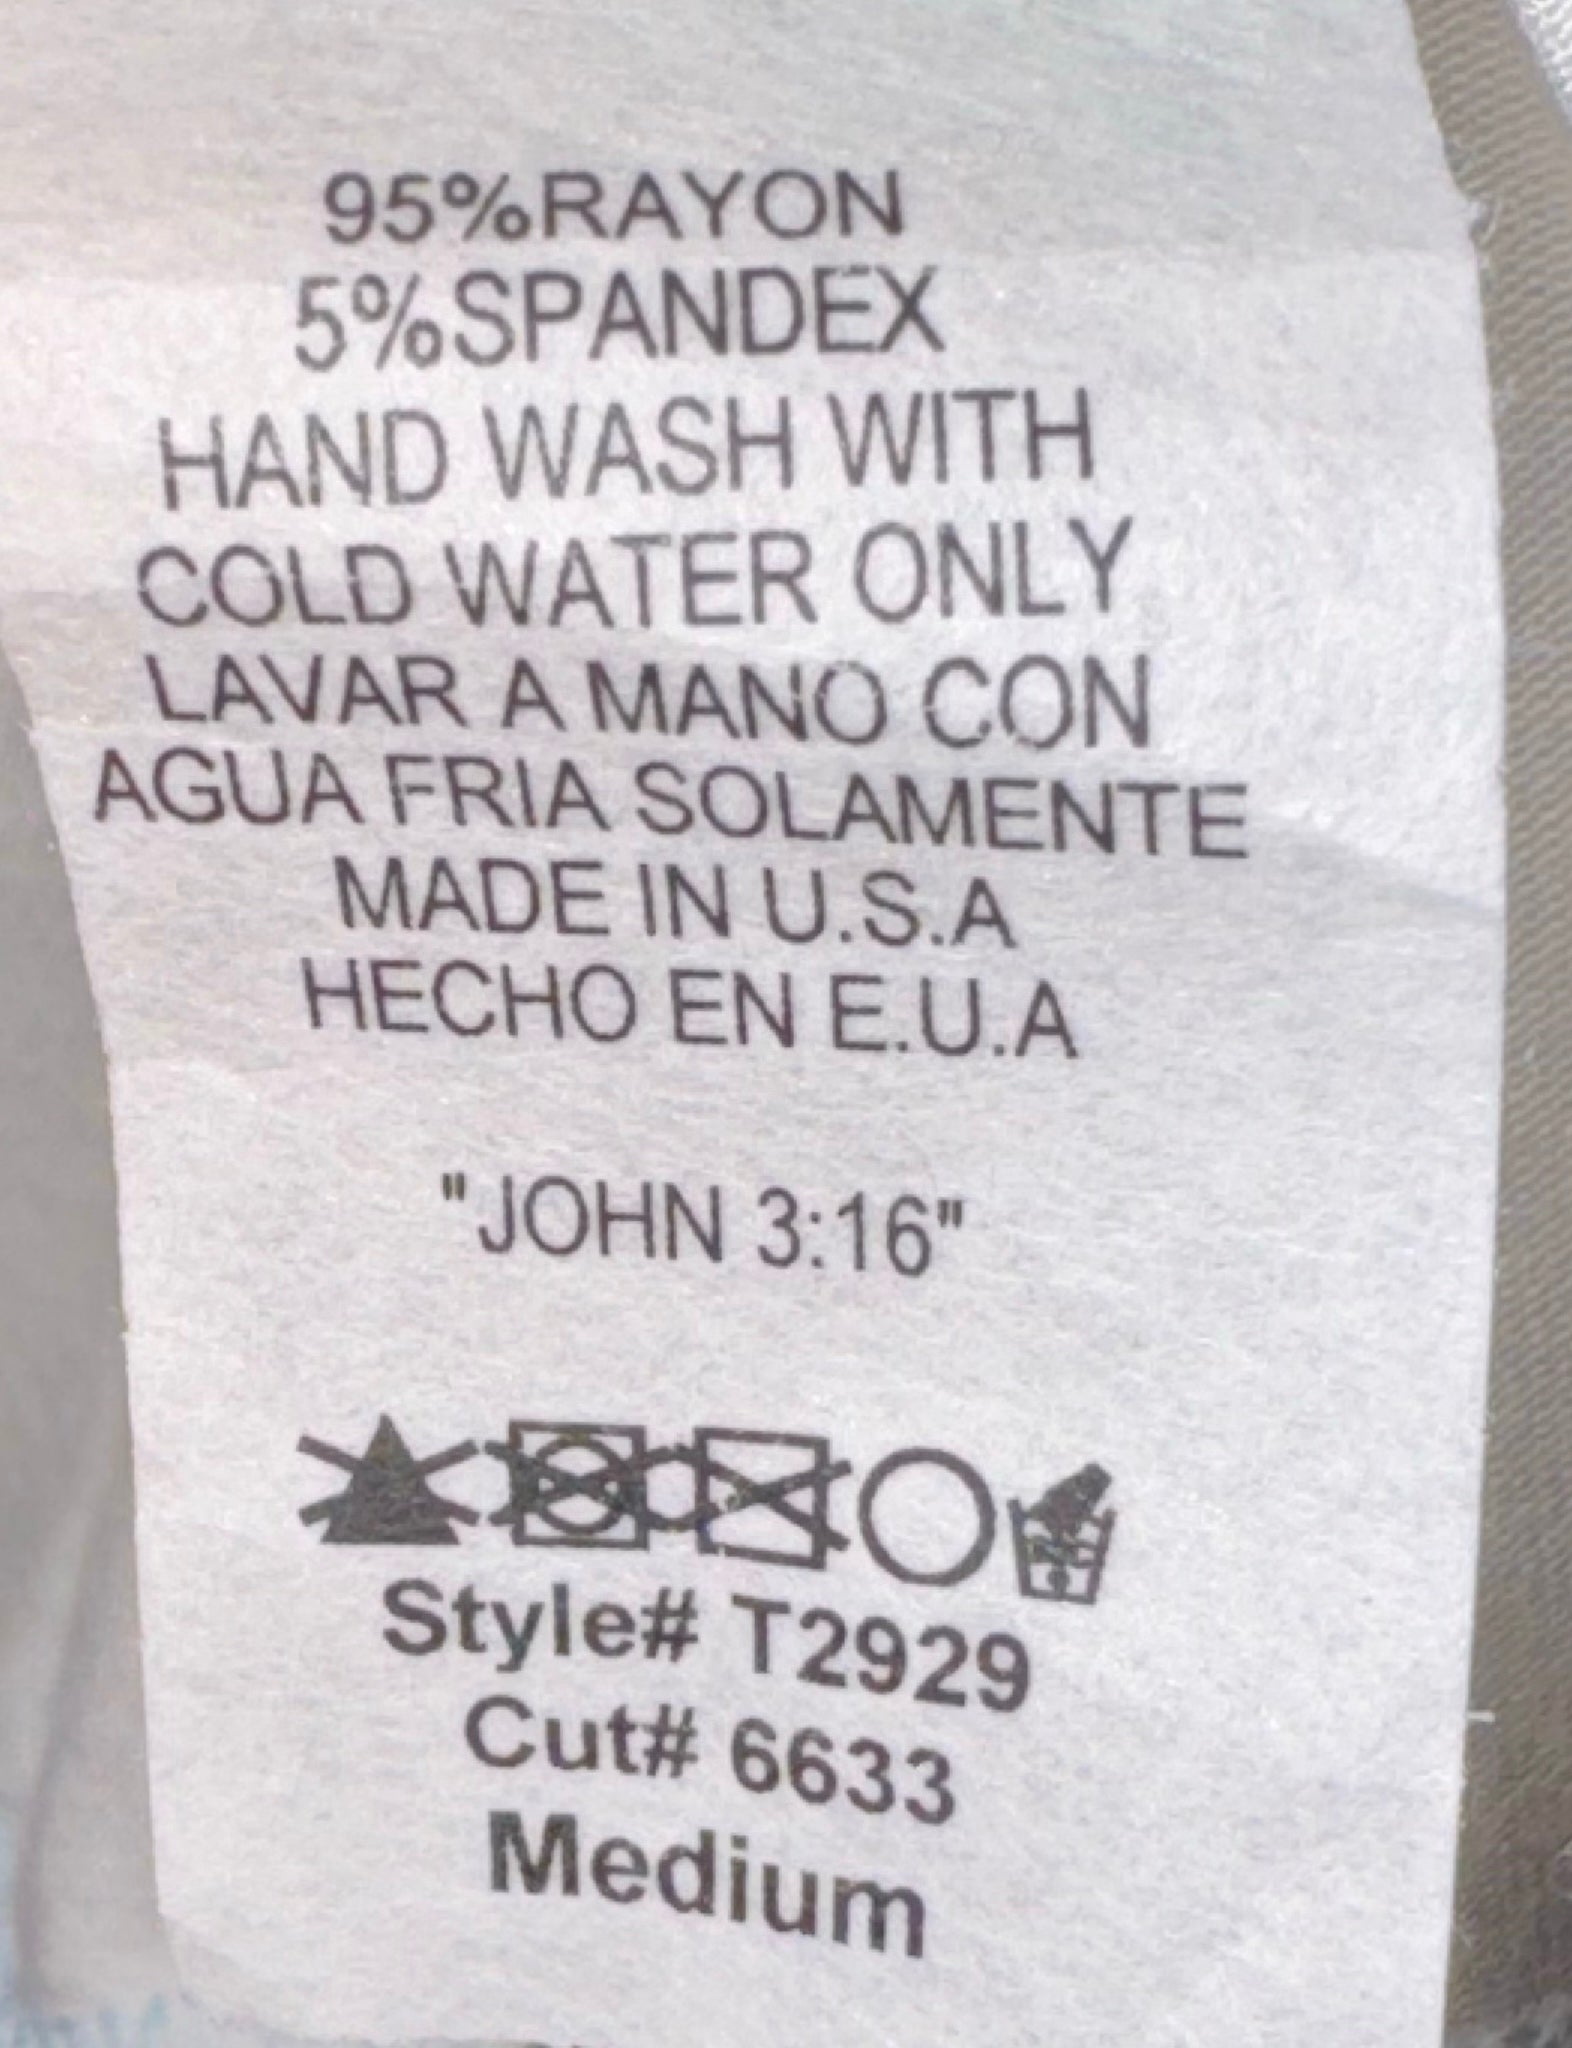 95%RAYON
5%SPANDEX
HAND WASH WITH
COLD WATER ONLY
LAVAR A MANO CON
AGUA FRIA SOLAMENTE
MADE IN U.S.A
HECHO EN E.U.A
"JOHN 3:16"
Style# T2929
Cut# 6633
Medium